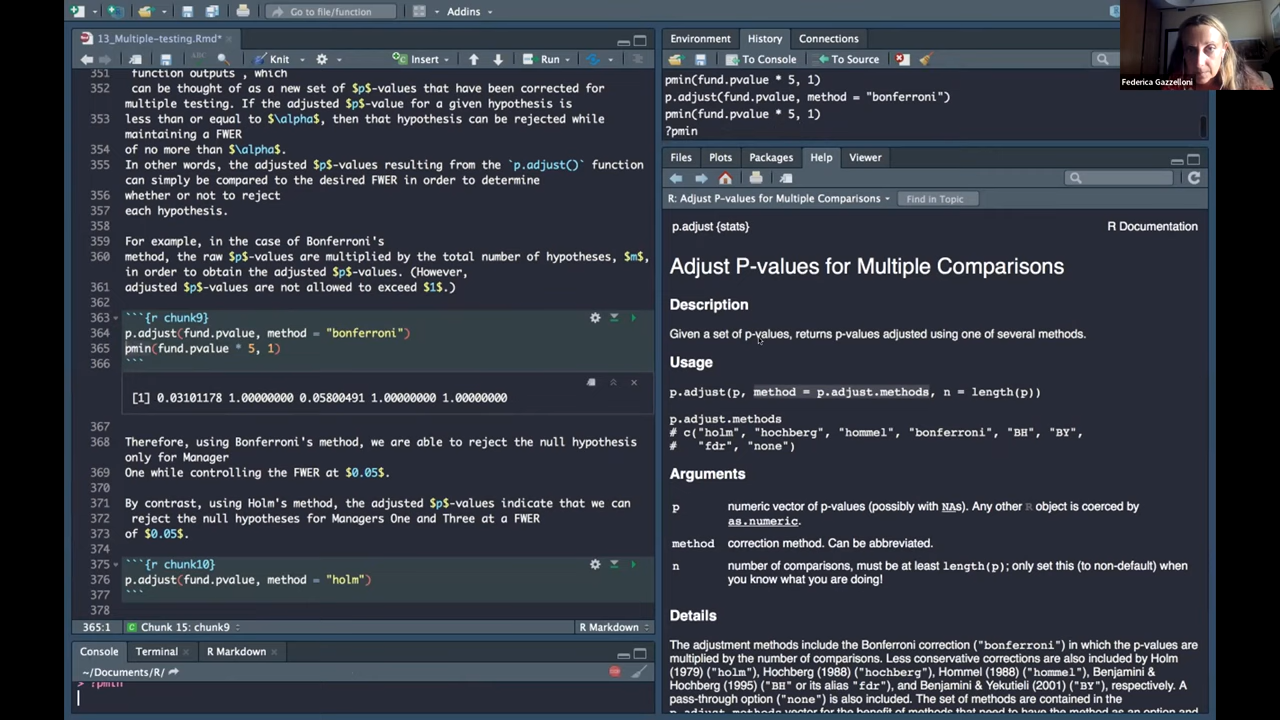 Go to file/function
Addins
Federica Gazzelloni
13_Multiple-testing.Rmd*
Knit
Insert
Run
351 function outputs , which
352 can be thought of as a new set of $p$-values that have been corrected for
multiple testing. If the adjusted $p$-value for a given hypothesis is
353 less than or equal to $\alpha$, then that hypothesis can be rejected while
maintaining a FWER
354 of no more than $\alpha$.
355 In other words, the adjusted $p$-values resulting from the `p.adjust()` function
can simply be compared to the desired FWER in order to determine
356 whether or not to reject
357 each hypothesis.
358
359 For example, in the case of Bonferroni's
360 method, the raw $p$-values are multiplied by the total number of hypotheses, $m$,
in order to obtain the adjusted $p$-values. (However,
361 adjusted $p$-values are not allowed to exceed $1$.)
362
363 ```{r chunk9}
364 p.adjust(fund.pvalue, method = "bonferroni")
365 pmin(fund.pvalue * 5, 1)
366 ```
[1] 0.03101178 1.00000000 0.05800491 1.00000000 1.00000000
367
368 Therefore, using Bonferroni's method, we are able to reject the null hypothesis
only for Manager
369 One while controlling the FWER at $0.05$.
370
371 By contrast, using Holm's method, the adjusted $p$-values indicate that we can
372 reject the null hypotheses for Managers One and Three at a FWER
373 of $0.05$.
374
375 ```{r chunk10}
376 p.adjust(fund.pvalue, method = "holm")
377 ```
378
365:1 Chunk 15: chunk9 R Markdown
Console Terminal R Markdown
~/Documents/R/
> ?pmin
Environment History Connections
To Console To Source
pmin(fund.pvalue * 5, 1)
p.adjust(fund.pvalue, method = "bonferroni")
pmin(fund.pvalue * 5, 1)
?pmin
Files Plots Packages Help Viewer
R: Adjust P-values for Multiple Comparisons Find in Topic
p.adjust {stats} R Documentation
Adjust P-values for Multiple Comparisons
Description
Given a set of p-values, returns p-values adjusted using one of several methods.
Usage
p.adjust(p, method = p.adjust.methods, n = length(p))
p.adjust.methods
# c("holm", "hochberg", "hommel", "bonferroni", "BH", "BY",
# "fdr", "none")
Arguments
p numeric vector of p-values (possibly with NAs). Any other R object is coerced by
as.numeric.
method correction method. Can be abbreviated.
n number of comparisons, must be at least length(p); only set this (to non-default) when
you know what you are doing!
Details
The adjustment methods include the Bonferroni correction ("bonferroni") in which the p-values are
multiplied by the number of comparisons. Less conservative corrections are also included by Holm
(1979) ("holm"), Hochberg (1988) ("hochberg"), Hommel (1988) ("hommel"), Benjamini &
Hochberg (1995) ("BH" or its alias "fdr"), and Benjamini & Yekutieli (2001) ("BY"), respectively. A
pass-through option ("none") is also included. The set of methods are contained in the
p.adjust.methods vector for the benefit of methods that need to have the method as an option and